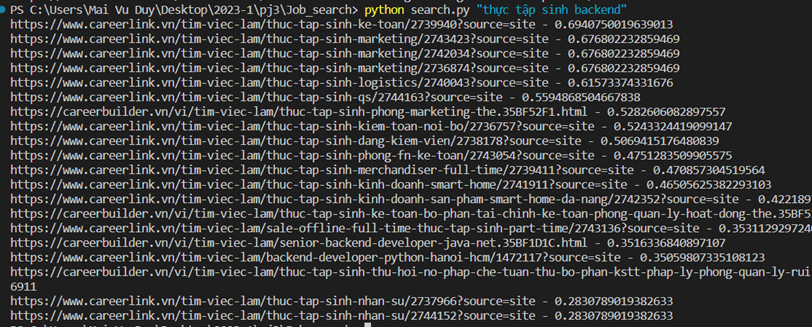 PS C:\Users\Mai Vu Duy\Desktop\2023-1\pj3\Job_search> python search.py "thực tập sinh backend"
https://www.careerlink.vn/tim-viec-lam/thuc-tap-sinh-ke-toan/2739940?source=site - 0.6940750019639013
https://www.careerlink.vn/tim-viec-lam/thuc-tap-sinh-marketing/2743423?source=site - 0.676802232859469
https://www.careerlink.vn/tim-viec-lam/thuc-tap-sinh-marketing/2742034?source=site - 0.676802232859469
https://www.careerlink.vn/tim-viec-lam/thuc-tap-sinh-marketing/2736874?source=site - 0.676802232859469
https://www.careerlink.vn/tim-viec-lam/thuc-tap-sinh-logistics/2740043?source=site - 0.61573374331676
https://www.careerlink.vn/tim-viec-lam/thuc-tap-sinh-qs/2744163?source=site - 0.5594868504667838
https://careerbuilder.vn/vi/tim-viec-lam/thuc-tap-sinh-phong-marketing-the.35BF52F1.html - 0.5282606082897557
https://www.careerlink.vn/tim-viec-lam/thuc-tap-sinh-kiem-toan-noi-bo/2736757?source=site - 0.5243324419099147
https://www.careerlink.vn/tim-viec-lam/thuc-tap-sinh-dang-kiem-vien/2738178?source=site - 0.5069415176480839
https://www.careerlink.vn/tim-viec-lam/thuc-tap-sinh-phong-fn-ke-toan/2743054?source=site - 0.4751283509905575
https://www.careerlink.vn/tim-viec-lam/thuc-tap-sinh-merchandiser-full-time/2739411?source=site - 0.470857304519564
https://www.careerlink.vn/tim-viec-lam/thuc-tap-sinh-kinh-doanh-smart-home/2741911?source=site - 0.46505625382293103
https://www.careerlink.vn/tim-viec-lam/thuc-tap-sinh-kinh-doanh-san-pham-smart-home-da-nang/2742352?source=site - 0.422189
https://careerbuilder.vn/vi/tim-viec-lam/thuc-tap-sinh-ke-toan-bo-phan-tai-chinh-ke-toan-phong-quan-ly-hoat-dong-the.35BF5
https://www.careerlink.vn/tim-viec-lam/sale-offline-full-time-thuc-tap-sinh-part-time/2743136?source=site - 0.353112929724
https://careerbuilder.vn/vi/tim-viec-lam/senior-backend-developer-java-net.35BF1D1C.html - 0.3516336840897107
https://www.careerlink.vn/tim-viec-lam/backend-developer-python-hanoi-hcm/1472117?source=site - 0.35059807335108123
https://careerbuilder.vn/vi/tim-viec-lam/thuc-tap-sinh-thu-hoi-no-phap-che-tuan-thu-bo-phan-kstt-phap-ly-phong-quan-ly-rui
6911
https://www.careerlink.vn/tim-viec-lam/thuc-tap-sinh-nhan-su/2737966?source=site - 0.2830789019382633
https://www.careerlink.vn/tim-viec-lam/thuc-tap-sinh-nhan-su/2744152?source=site - 0.2830789019382633